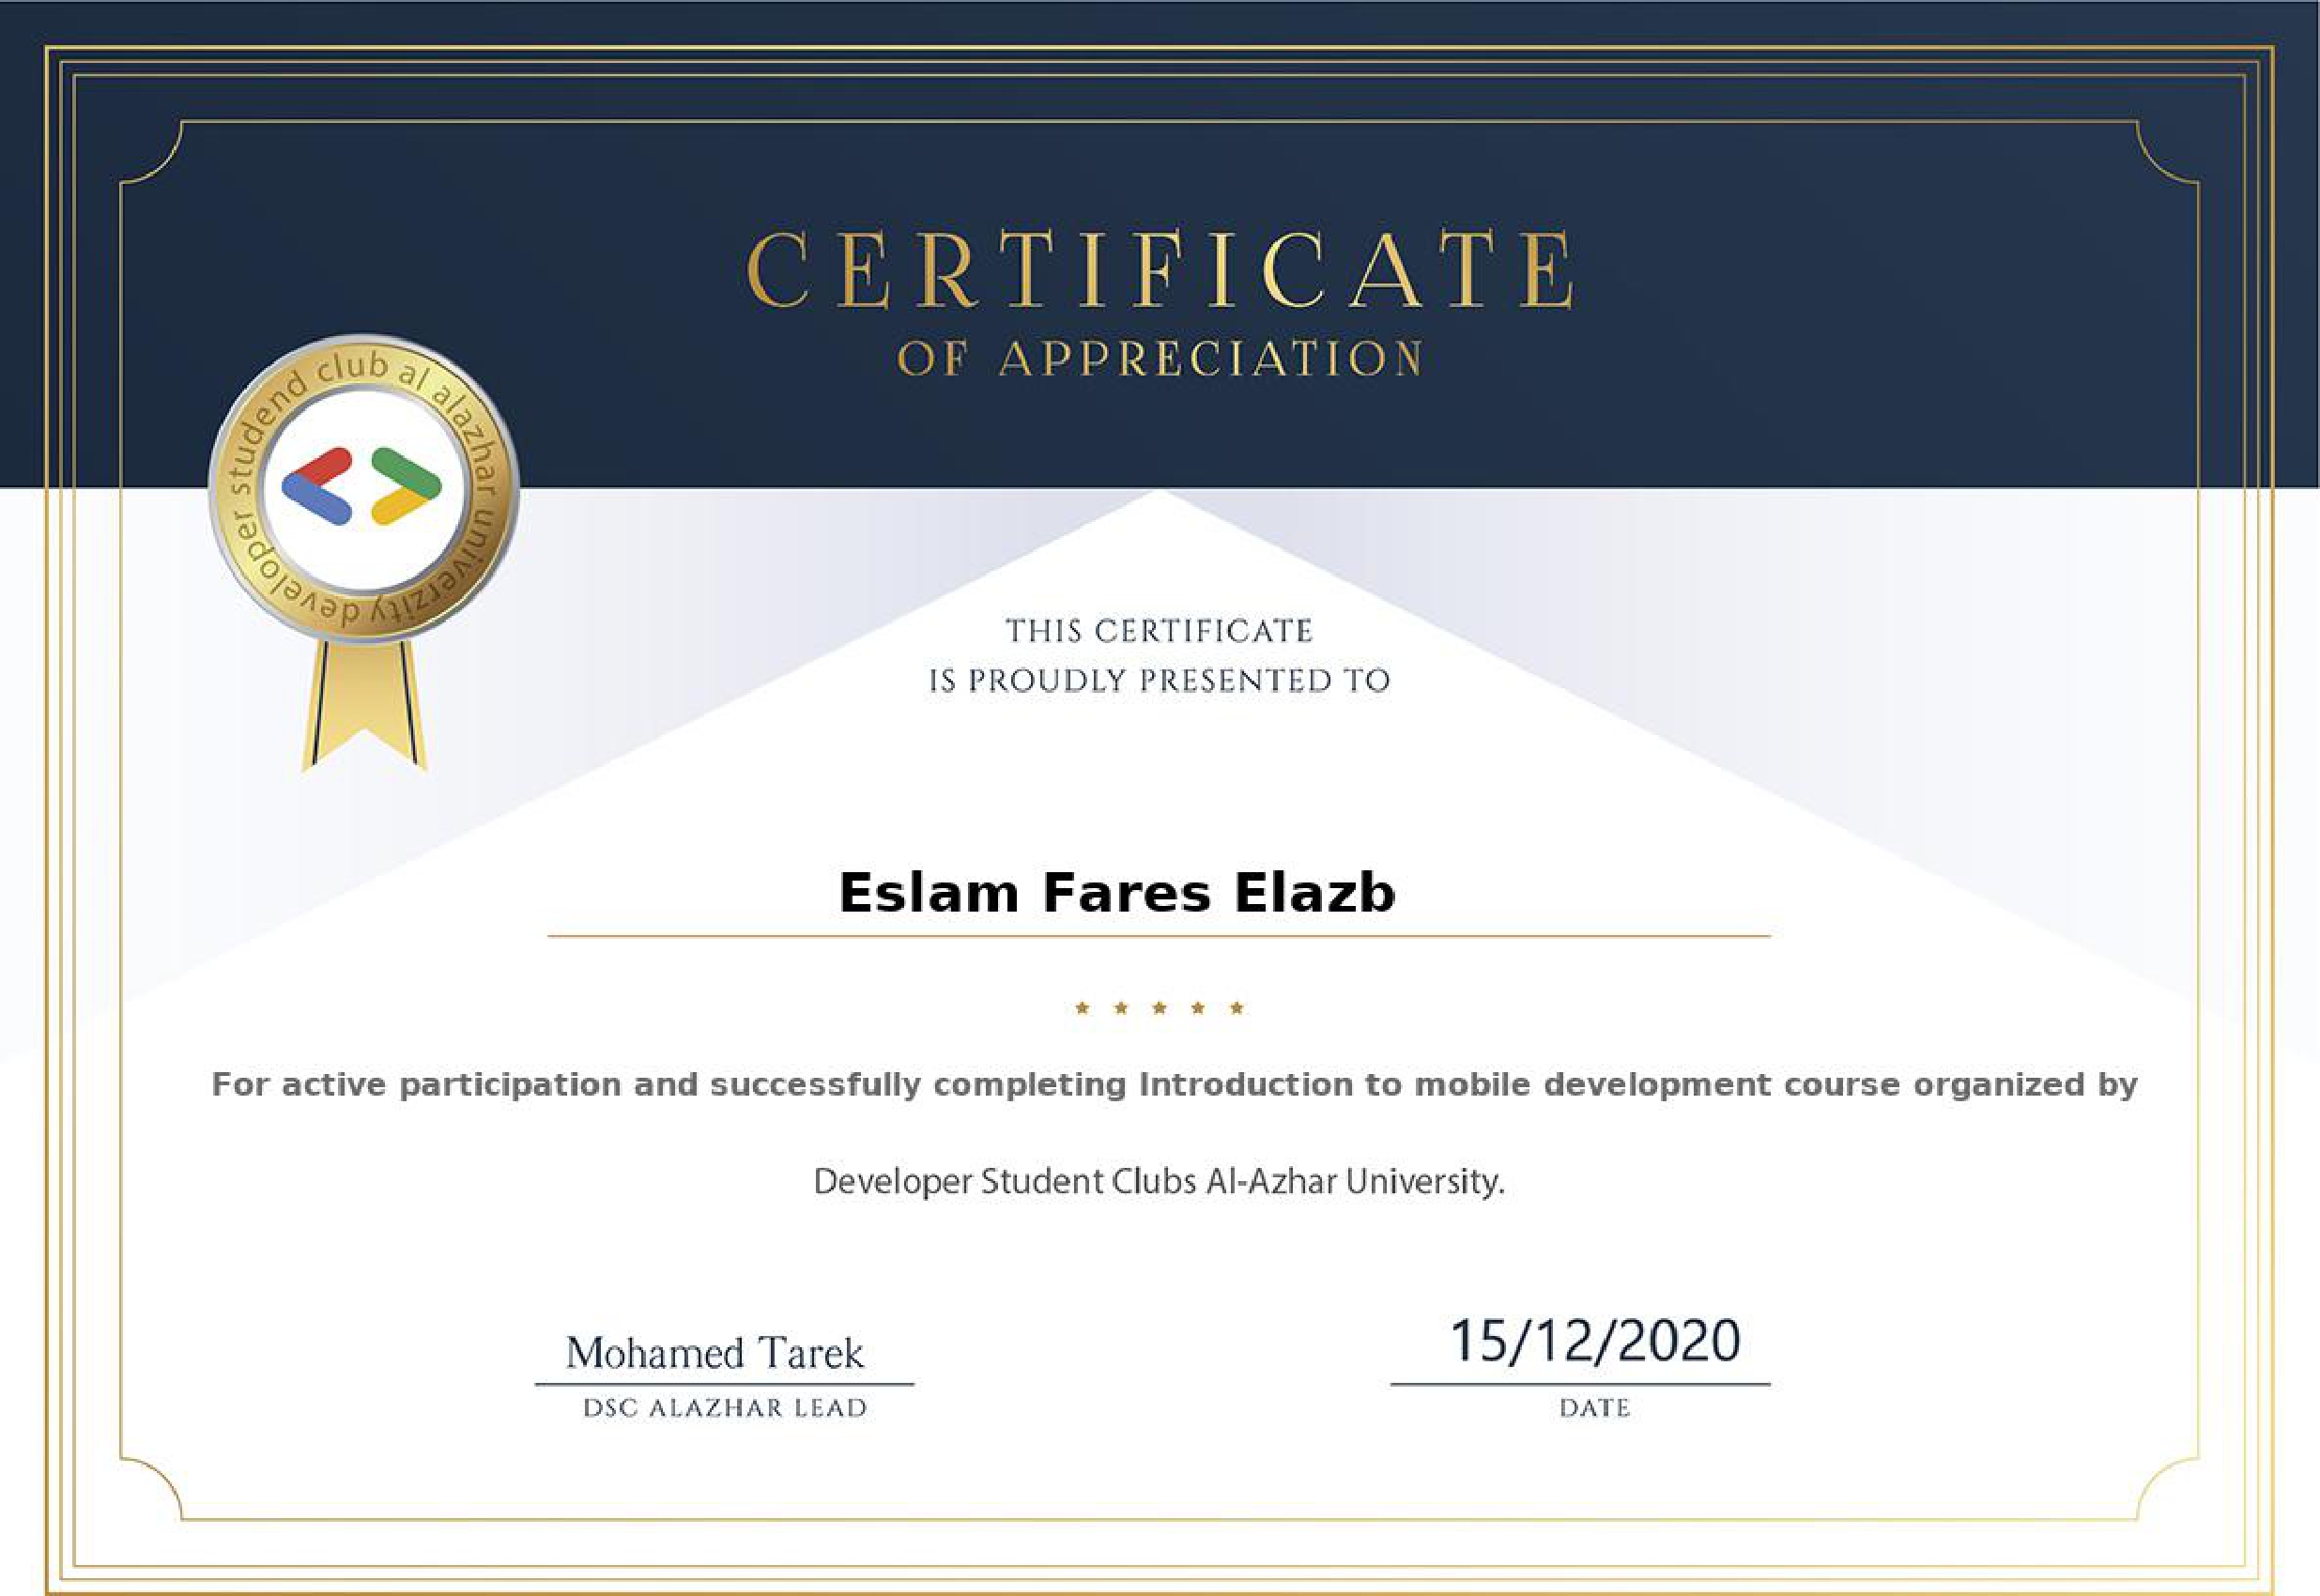 CERTIFICATE
OF APPRECIATION
developer studend club al alazhar univerzity
THIS CERTIFICATE
IS PROUDLY PRESENTED TO
Eslam Fares Elazb
For active participation and successfully completing Introduction to mobile development course organized by
Developer Student Clubs Al-Azhar University.
Mohamed Tarek
DSC ALAZHAR LEAD
15/12/2020
DATE